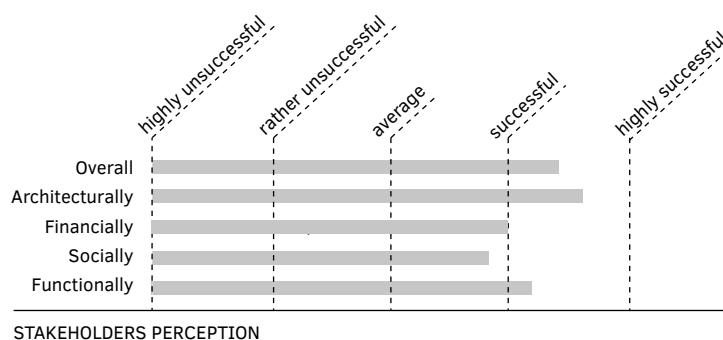 highly unsuccessful
rather unsuccessful
average
successful
highly successful
Overall
Architecturally
Financially
Socially
Functionally
STAKEHOLDERS PERCEPTION